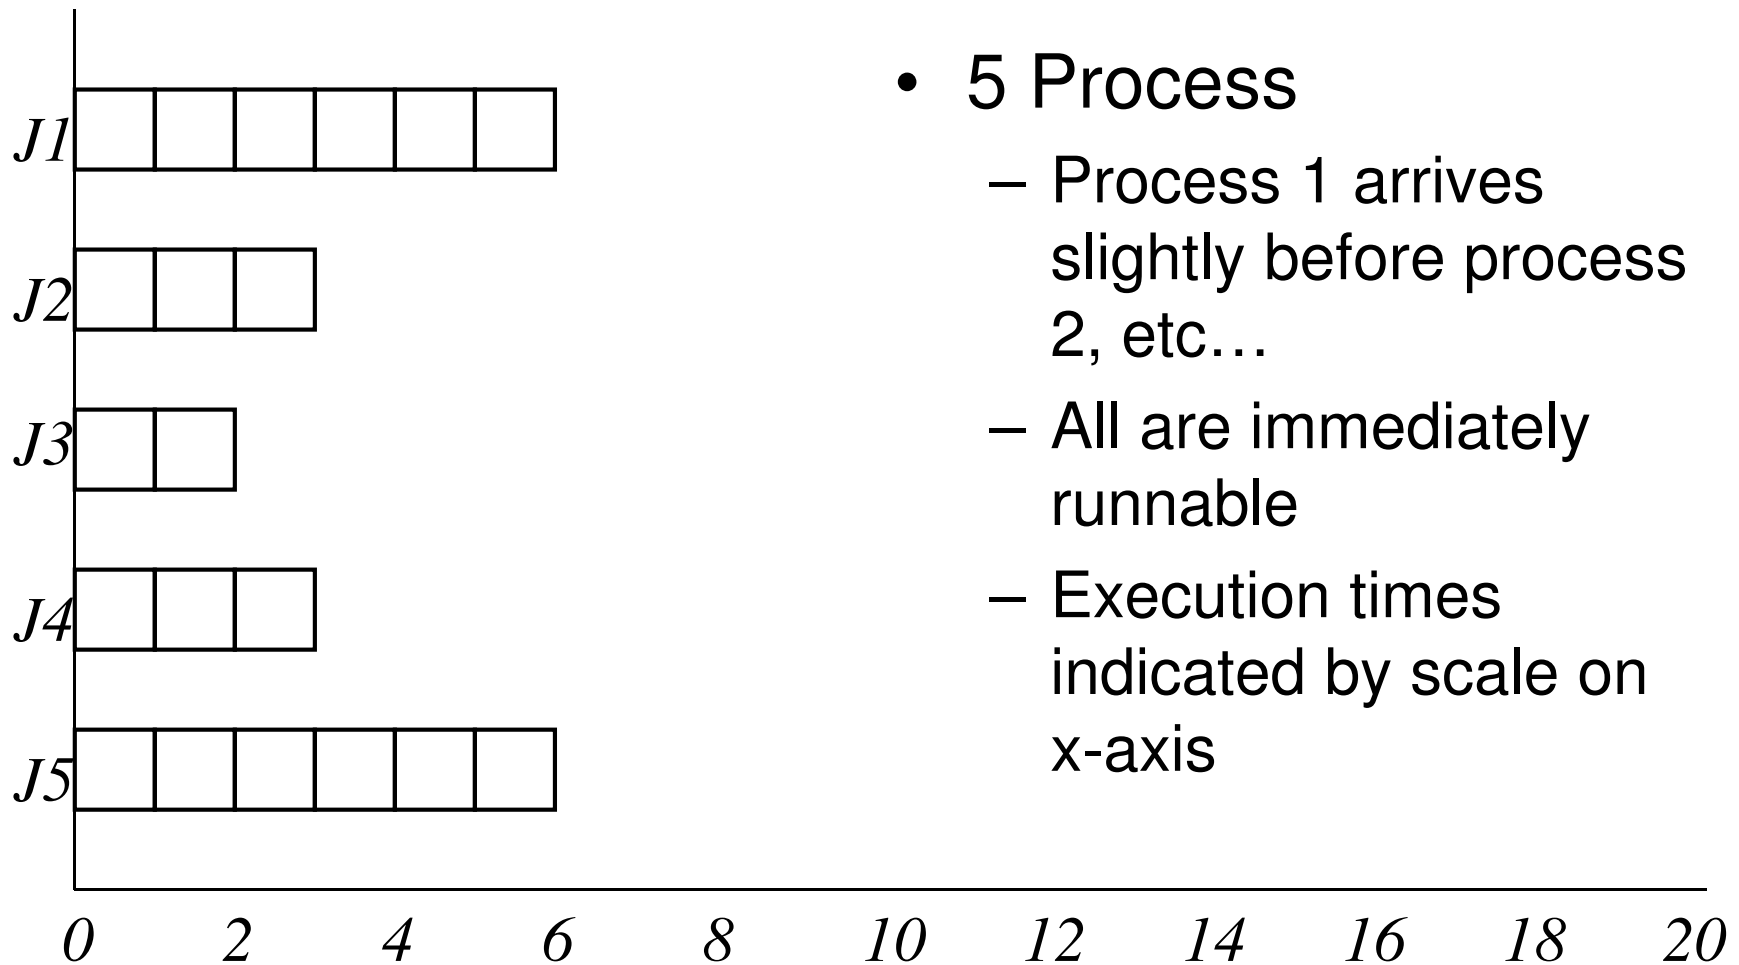 J1
J2
J3
J4
J5
0 2 4 6 8 10 12 14 16 18 20
• 5 Process
– Process 1 arrives
slightly before process
2, etc…
– All are immediately
runnable
– Execution times
indicated by scale on
x-axis